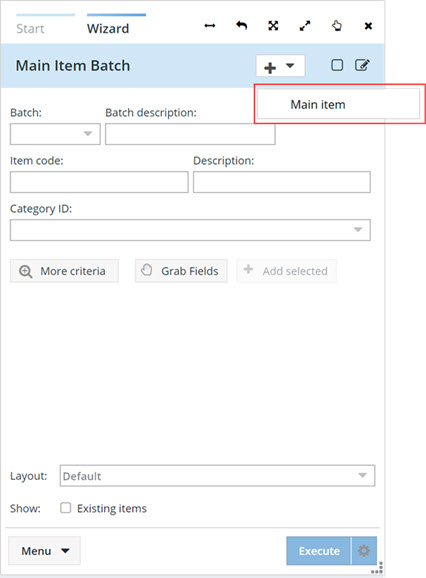 Start Wizard
Main Item Batch
Main item
Batch: Batch description:
Item code: Description:
Category ID:
More criteria Grab Fields Add selected
Layout: Default
Show: Existing items
Menu Execute